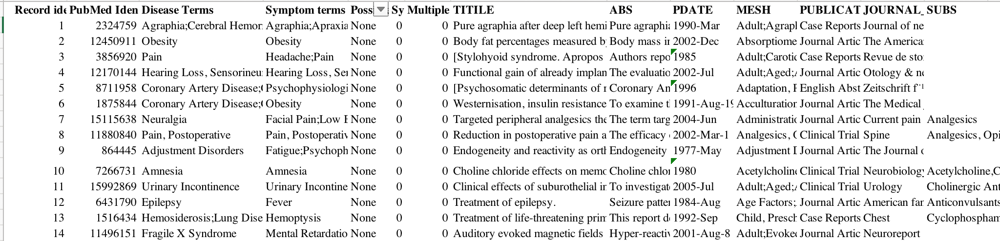 Record ide PubMed Iden Disease Terms Symptom terms Poss Sy Multiple TITILE ABS PDATE MESH PUBLICAT JOURNAL_ SUBS
1 2324759 Agraphia;Cerebral Hemor Agraphia;Apraxia None 0 0 Pure agraphia after deep left hemi Pure agraphia 1990-Mar Adult;Agraph Case Reports Journal of ne
2 12450911 Obesity Obesity None 0 0 Body fat percentages measured by Body mass in 2002-Dec Absorptiome Journal Artic The America
3 3856920 Pain Headache;Pain None 0 0 [Stylohyoid syndrome. Apropos Authors repo 1985 Adult;Carotic Case Reports Revue de sto
4 12170144 Hearing Loss, Sensorineu Hearing Loss, Sen None 0 0 Functional gain of already implan The evaluatio 2002-Jul Adult;Aged; Journal Artic Otology & ne
5 8711958 Coronary Artery Disease; Psychophysiologi None 0 0 [Psychosomatic determinants of r Coronary An 1996 Adaptation, English Abst Zeitschrift f
6 1875844 Coronary Artery Disease; Obesity None 0 0 Westernisation, insulin resistance To examine t 1991-Aug-19 Acculturation Journal Artic The Medical
7 15115638 Neuralgia Facial Pain;Low None 0 0 Targeted peripheral analgesics the The term targ 2004-Jun Administratic Journal Artic Current pain Analgesics
8 11880840 Pain, Postoperative Pain, Postoperativ None 0 0 Reduction in postoperative pain a The efficacy 2002-Mar-1 Analgesics, Clinical Trial Spine Analgesics, Opi
9 864445 Adjustment Disorders Fatigue;Psychoph None 0 0 Endogeneity and reactivity as orth Endogeneity 1977-May Adjustment Journal Artic The Journal
10 7266731 Amnesia Amnesia None 0 0 Choline chloride effects on memo Choline chlor 1980 Acetylcholine Clinical Trial Neurobiology Acetylcholine,C
11 15992869 Urinary Incontinence Urinary Incontine None 0 0 Clinical effects of suburothelial in To investigat 2005-Jul Adult;Aged; Clinical Trial Urology Cholinergic Ant
12 6431790 Epilepsy Fever None 0 0 Treatment of epilepsy. Seizure patter 1984-Aug Age Factors; Journal Artic American fan Anticonvulsants
13 1516434 Hemosiderosis;Lung Dise Hemoptysis None 0 0 Treatment of life-threatening prim This report de 1992-Sep Child, Presch Case Reports Chest Cyclophospham
14 11496151 Fragile X Syndrome Mental Retardatio None 0 0 Auditory evoked magnetic fields Hyper-reactiv 2001-Aug-8 Adult;Evoked Journal Artic Neuroreport